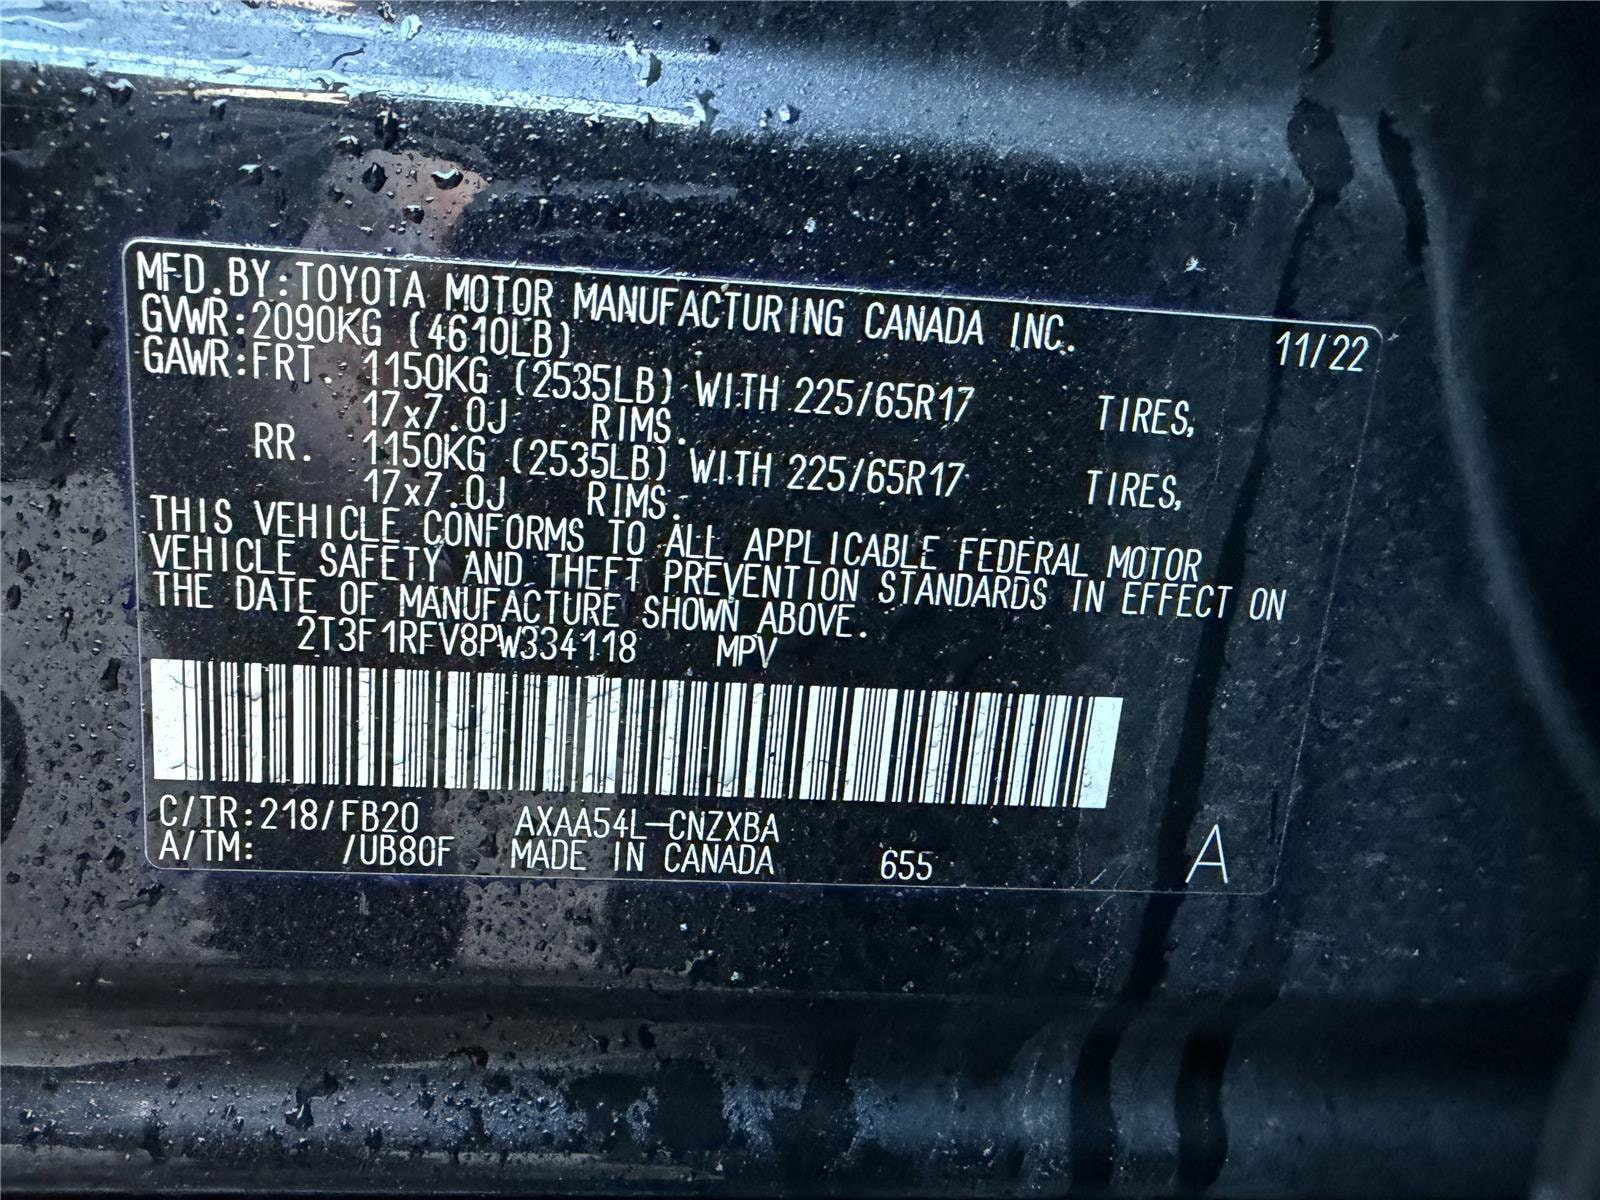 MFD.BY:TOYOTA MOTOR MANUFACTURING CANADA INC. 11/22
GVWR:2090KG (4610LB)
GAWR:FRT. 1150KG (2535LB) WITH 225/65R17 TIRES,
17x7.0J RIMS.
RR. 1150KG (2535LB) WITH 225/65R17 TIRES,
17x7.0J RIMS.
THIS VEHICLE CONFORMS TO ALL APPLICABLE FEDERAL MOTOR
VEHICLE SAFETY AND THEFT PREVENTION STANDARDS IN EFFECT ON
THE DATE OF MANUFACTURE SHOWN ABOVE.
2T3F1RFV8PW334118 MPV
C/TR:218/FB20 AXAA54L-CNZXBA
A/TM: /UB80F MADE IN CANADA 655 A